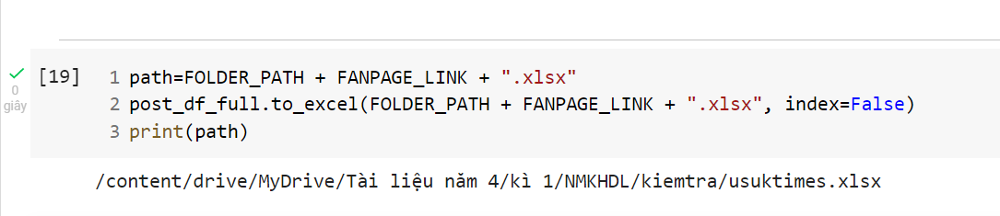 [19]
0
giây
1 path=FOLDER_PATH + FANPAGE_LINK + ".xlsx"
2 post_df_full.to_excel(FOLDER_PATH + FANPAGE_LINK + ".xlsx", index=False)
3 print(path)
/content/drive/MyDrive/Tài liệu năm 4/kì 1/NMKHDL/kiemtra/usuktimes.xlsx